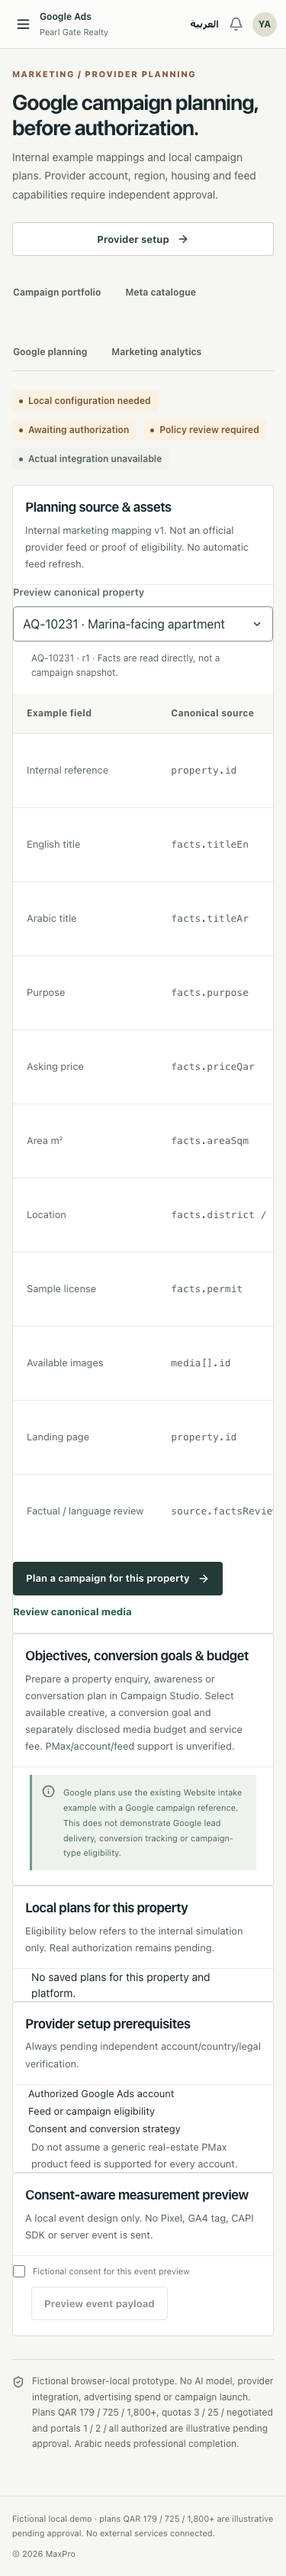 Google Ads
Pearl Gate Realty
العربية
YA
MARKETING / PROVIDER PLANNING
Google campaign planning,
before authorization.
Internal example mappings and local campaign
plans. Provider account, region, housing and feed
capabilities require independent approval.
Provider setup
Campaign portfolio
Meta catalogue
Google planning
Marketing analytics
Local configuration needed
Awaiting authorization
Policy review required
Actual integration unavailable
Planning source & assets
Internal marketing mapping v1. Not an official
provider feed or proof of eligibility. No automatic
feed refresh.
Preview canonical property
AQ-10231 · Marina-facing apartment
AQ-10231 · r1 · Facts are read directly, not a
campaign snapshot.
Example field
Canonical source
Internal reference
property.id
English title
facts.titleEn
Arabic title
facts.titleAr
Purpose
facts.purpose
Asking price
facts.priceQar
Area m²
facts.areaSqm
Location
facts.district /
Sample license
facts.permit
Available images
media[].id
Landing page
property.id
Factual / language review
source.factsReview
Plan a campaign for this property
Review canonical media
Objectives, conversion goals & budget
Prepare a property enquiry, awareness or
conversation plan in Campaign Studio. Select
available creative, a conversion goal and
separately disclosed media budget and service
fee. PMax/account/feed support is unverified.
Google plans use the existing Website intake
example with a Google campaign reference.
This does not demonstrate Google lead
delivery, conversion tracking or campaign-
type eligibility.
Local plans for this property
Eligibility below refers to the internal simulation
only. Real authorization remains pending.
No saved plans for this property and
platform.
Provider setup prerequisites
Always pending independent account/country/legal
verification.
Authorized Google Ads account
Feed or campaign eligibility
Consent and conversion strategy
Do not assume a generic real-estate PMax
product feed is supported for every account.
Consent-aware measurement preview
A local event design only. No Pixel, GA4 tag, CAPI
SDK or server event is sent.
Fictional consent for this event preview
Preview event payload
Fictional browser-local prototype. No AI model, provider
integration, advertising spend or campaign launch.
Plans QAR 179 / 725 / 1,800+, quotas 3 / 25 / negotiated
and portals 1 / 2 / all authorized are illustrative pending
approval. Arabic needs professional completion.
Fictional local demo · plans QAR 179 / 725 / 1,800+ are illustrative
pending approval. No external services connected.
© 2026 MaxPro